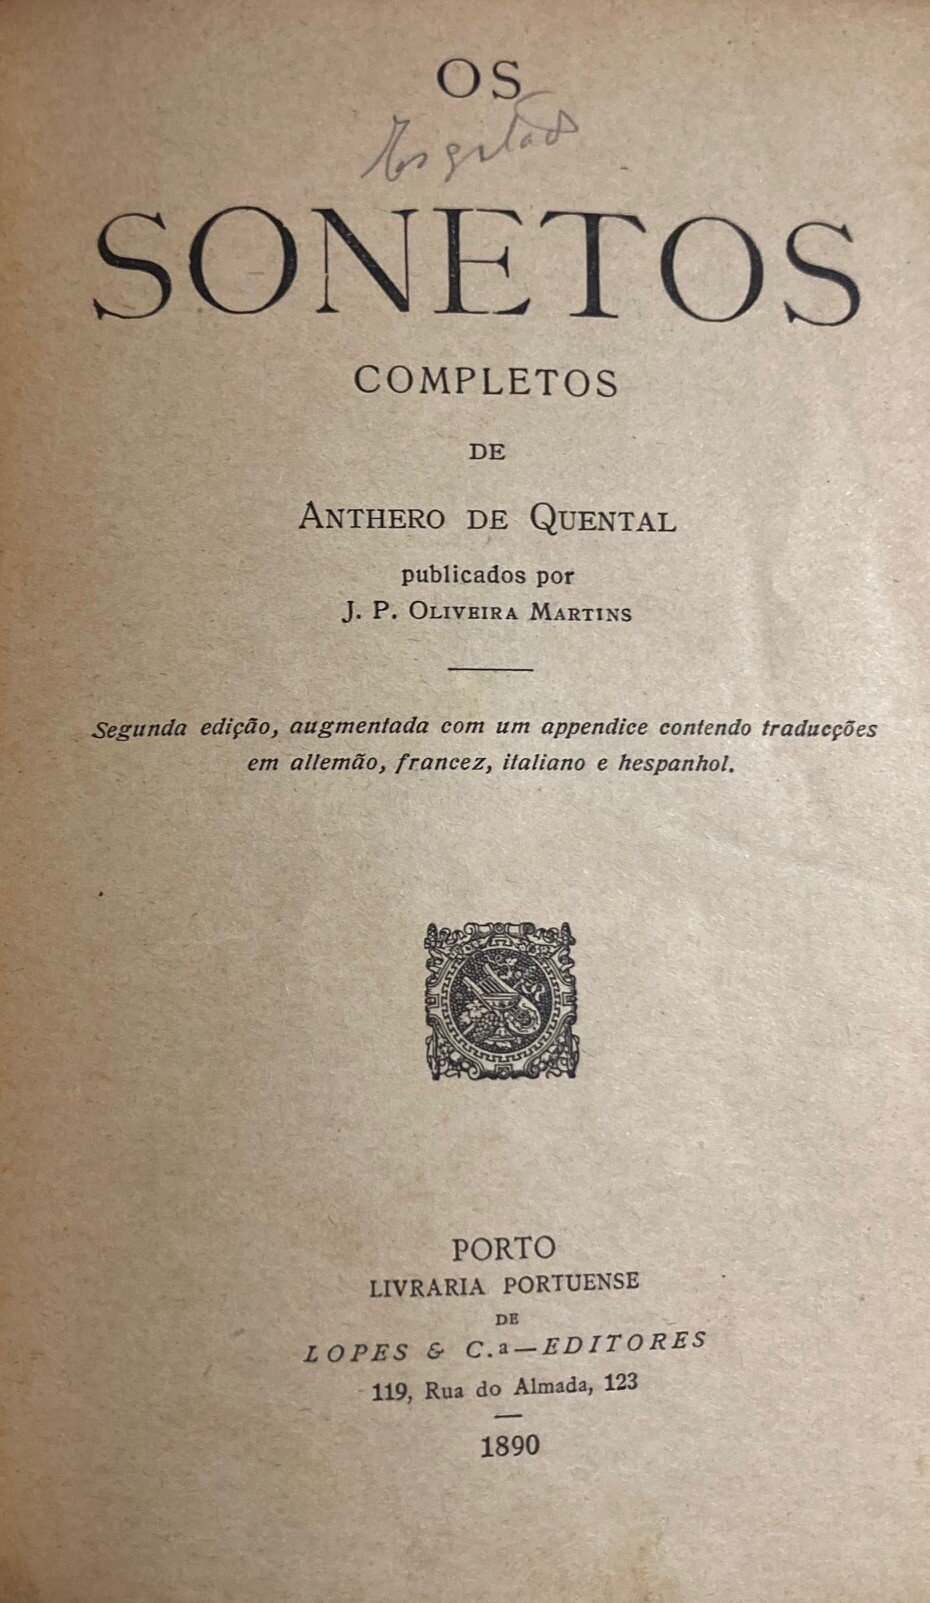 OS
Esgotado
SONETOS
COMPLETOS
DE
ANTHERO DE QUENTAL
publicados por
J. P. OLIVEIRA MARTINS
Segunda edição, augmentada com um appendice contendo traducções
em allemão, francez, italiano e hespanhol.
PORTO
LIVRARIA PORTUENSE
DE
LOPES & C.ª—EDITORES
119, Rua do Almada, 123
1890